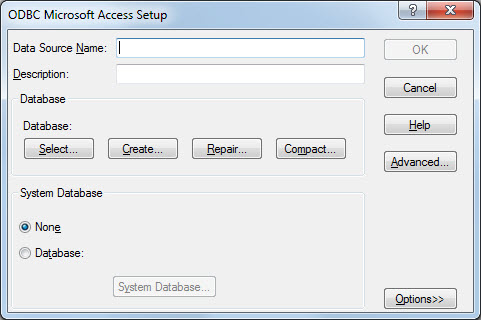 ODBC Microsoft Access Setup
Data Source Name:
OK
Description:
Cancel
Database
Help
Database:
Select... Create... Repair... Compact...
Advanced...
System Database
None
Database:
System Database...
Options>>